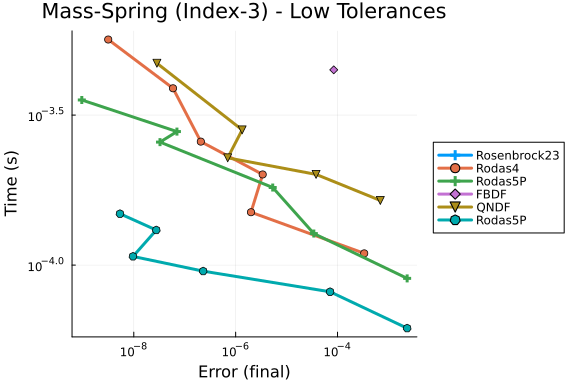 Mass-Spring (Index-3) - Low Tolerances
Time (s)
10^-3.5
10^-4.0
10^-8
10^-6
10^-4
Error (final)
Rosenbrock23
Rodas4
Rodas5P
FBDF
QNDF
Rodas5P